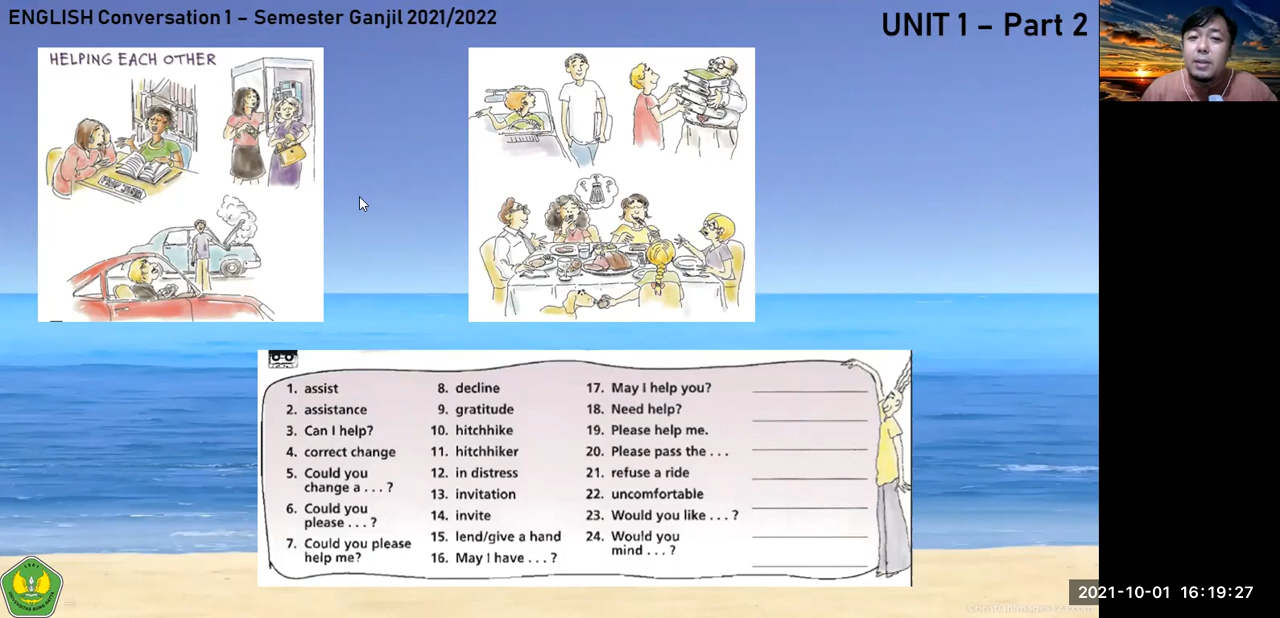 ENGLISH Conversation 1 – Semester Ganjil 2021/2022
UNIT 1 – Part 2
HELPING EACH OTHER
? ?
1. assist
2. assistance
3. Can I help?
4. correct change
5. Could you
change a . . . ?
6. Could you
please . . . ?
7. Could you please
help me?
8. decline
9. gratitude
10. hitchhike
11. hitchhiker
12. in distress
13. invitation
14. invite
15. lend/give a hand
16. May I have . . . ?
17. May I help you?
18. Need help?
19. Please help me.
20. Please pass the . . .
21. refuse a ride
22. uncomfortable
23. Would you like . . . ?
24. Would you
mind . . . ?
2021-10-01 16:19:27